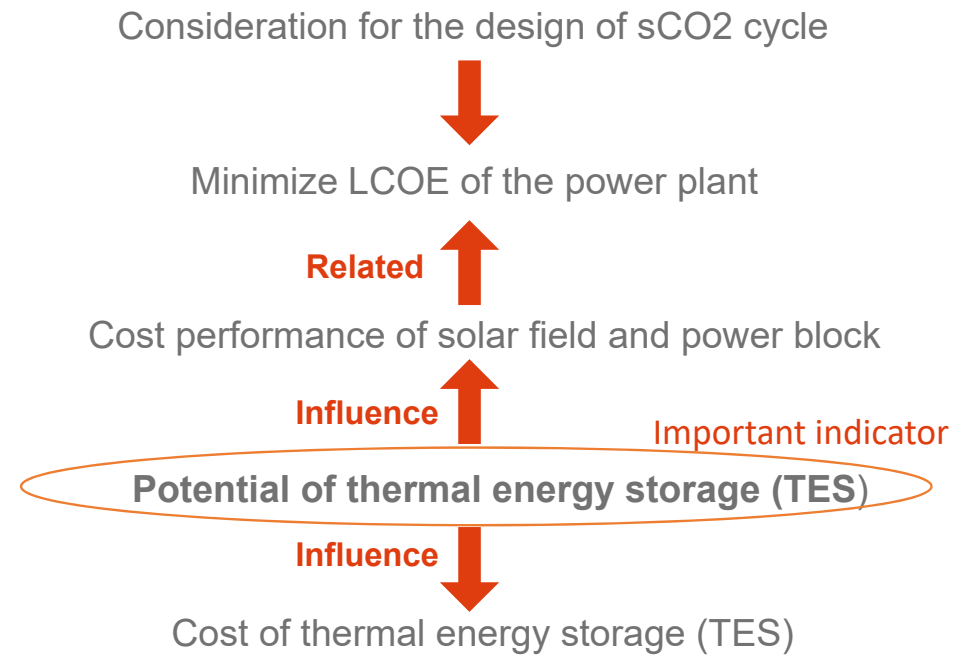 Consideration for the design of sCO2 cycle
Minimize LCOE of the power plant
Related
Cost performance of solar field and power block
Influence
Important indicator
Potential of thermal energy storage (TES)
Influence
Cost of thermal energy storage (TES)